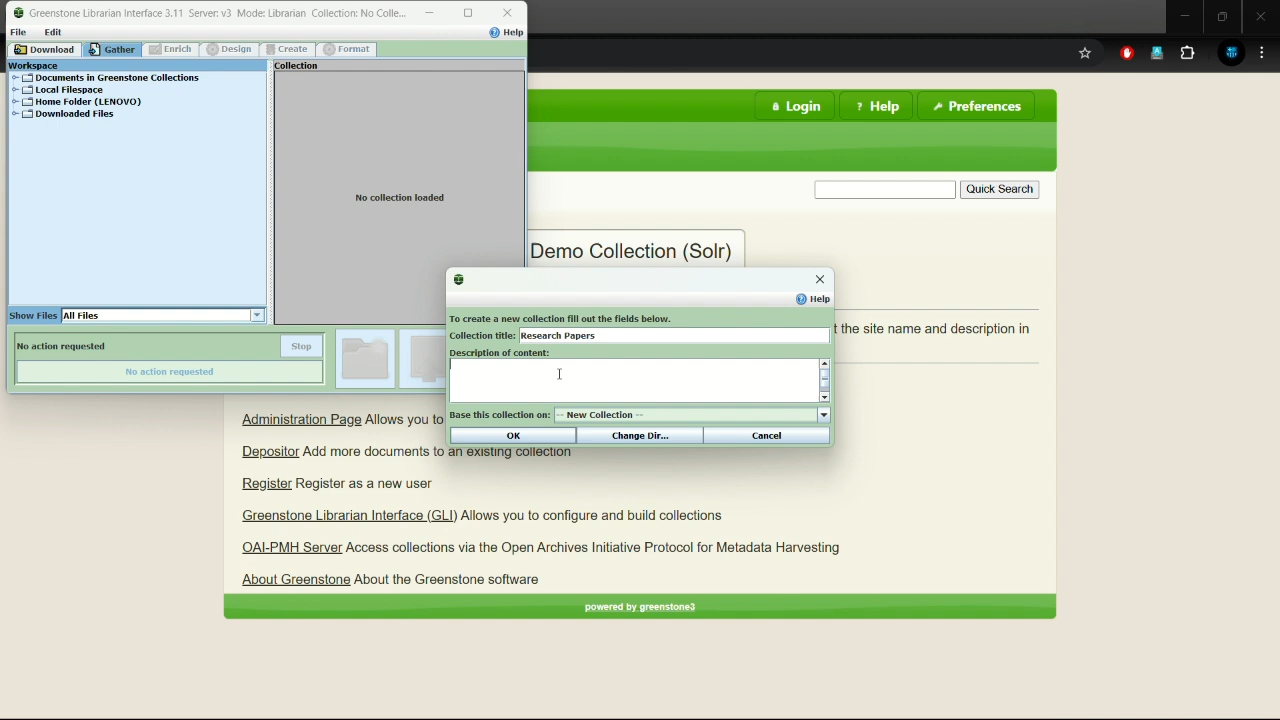 Greenstone Librarian Interface 3.11 Server: v3 Mode: Librarian Collection: No Colle...
File Edit Help
Download Gather Enrich Design Create Format
Workspace Collection
Documents in Greenstone Collections
Local Filespace
Home Folder (LENOVO)
Downloaded Files
No collection loaded
Show Files All Files
No action requested Stop
No action requested
Login ? Help Preferences
Quick Search
Demo Collection (Solr)
t the site name and description in
Help
To create a new collection fill out the fields below.
Collection title: Research Papers
Description of content:
Base this collection on: -- New Collection --
OK Change Dir... Cancel
Administration Page Allows you to
Depositor Add more documents to an existing collection
Register Register as a new user
Greenstone Librarian Interface (GLI) Allows you to configure and build collections
OAI-PMH Server Access collections via the Open Archives Initiative Protocol for Metadata Harvesting
About Greenstone About the Greenstone software
powered by greenstone3